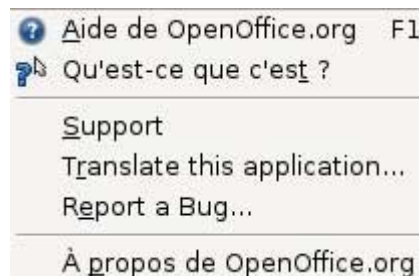 Aide de OpenOffice.org F1
Qu'est-ce que c'est ?
Support
Translate this application...
Report a Bug...
À propos de OpenOffice.org